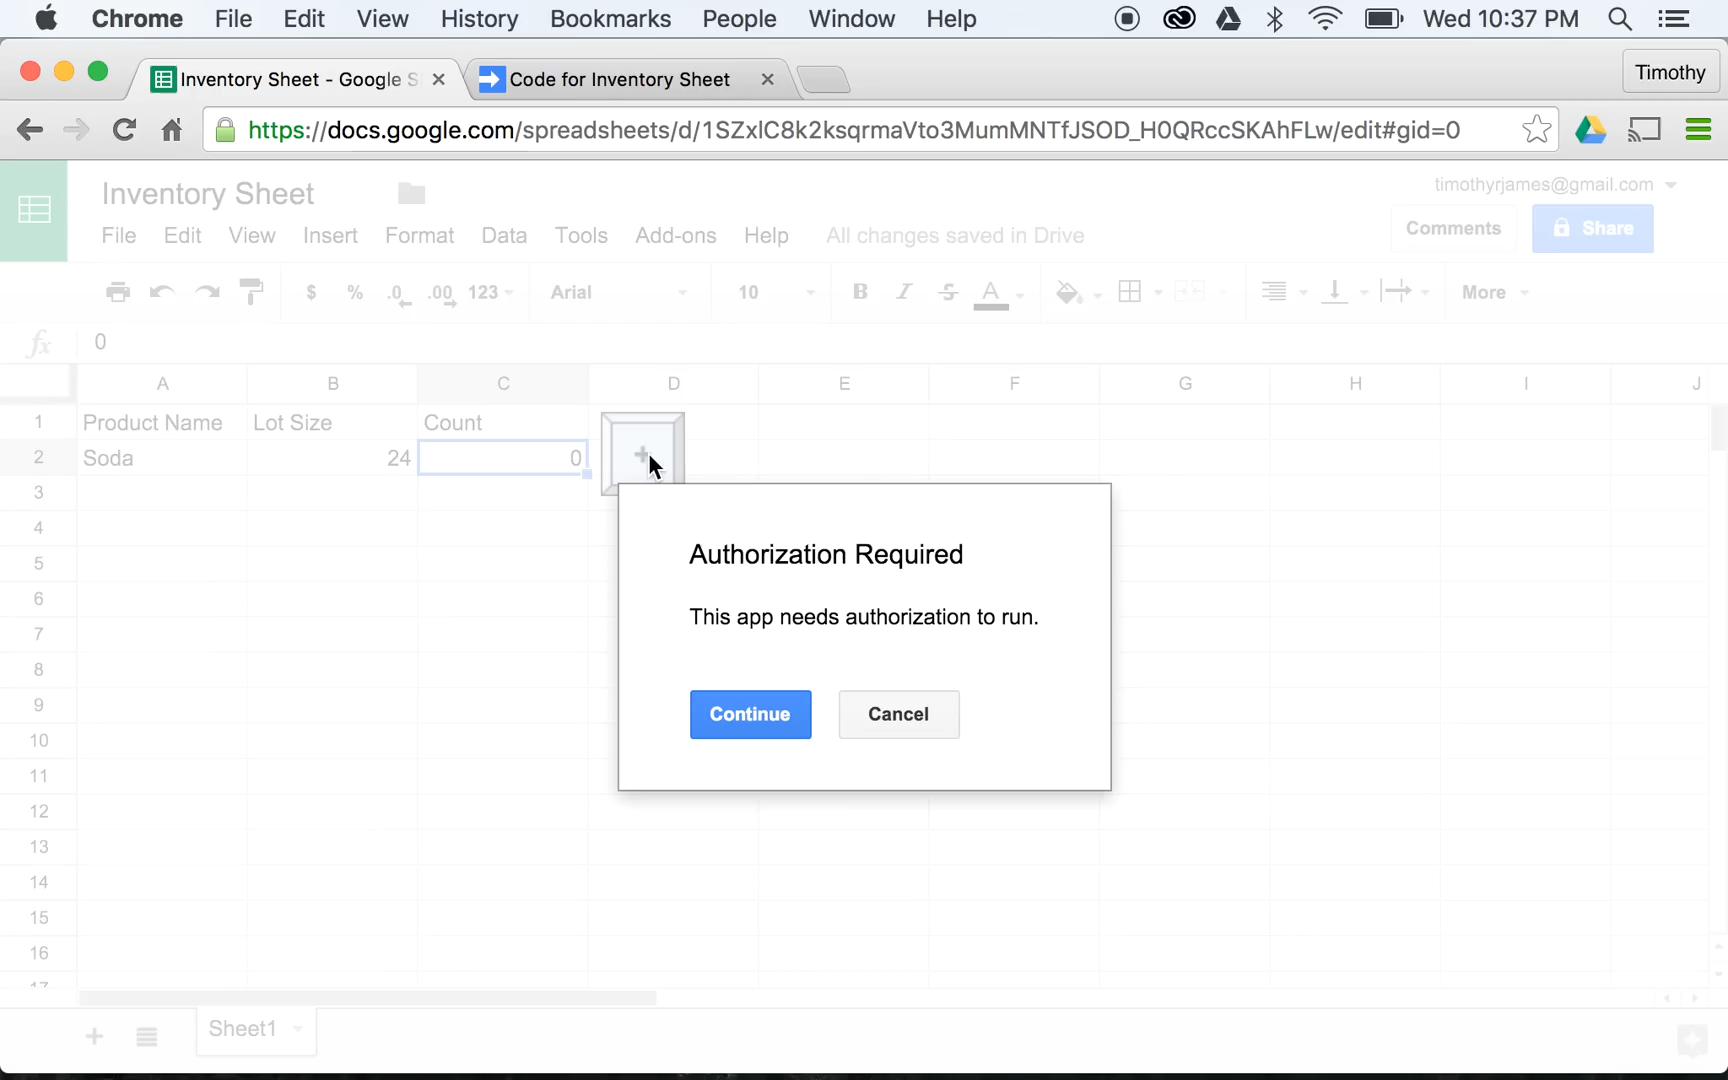 Chrome File Edit View History Bookmarks People Window Help Wed 10:37 PM
Inventory Sheet - Google S Code for Inventory Sheet Timothy
https://docs.google.com/spreadsheets/d/1SZxlC8k2ksqrmaVto3MumMNTfJSOD_H0QRccSKAhFLw/edit#gid=0
Inventory Sheet timothyrjames@gmail.com
File Edit View Insert Format Data Tools Add-ons Help All changes saved in Drive Comments Share
$ % .0 .00 123 Arial 10 B I S A More
fx 0
A B C D E F G H I J
1 Product Name Lot Size Count
2 Soda 24 0 +
3
4
5
6
7
8
9
10
11
12
13
14
15
16
17
Authorization Required
This app needs authorization to run.
Continue Cancel
Sheet1